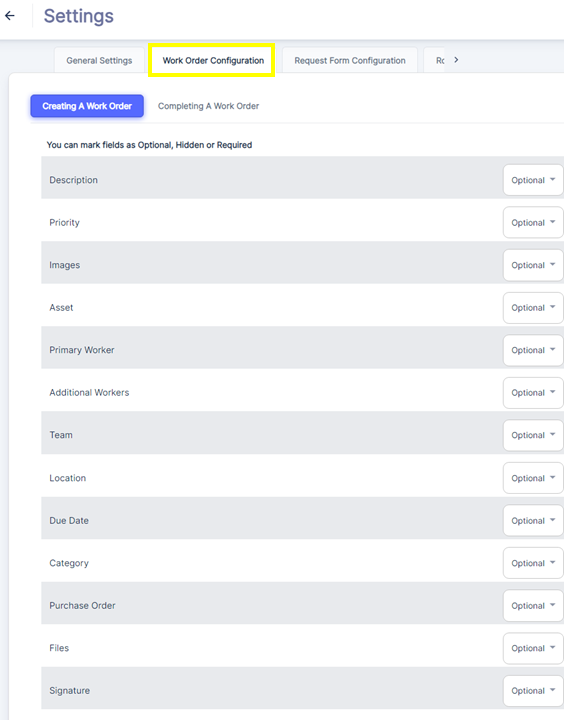 Settings
General Settings
Work Order Configuration
Request Form Configuration
Creating A Work Order
Completing A Work Order
You can mark fields as Optional, Hidden or Required
Description Optional
Priority Optional
Images Optional
Asset Optional
Primary Worker Optional
Additional Workers Optional
Team Optional
Location Optional
Due Date Optional
Category Optional
Purchase Order Optional
Files Optional
Signature Optional